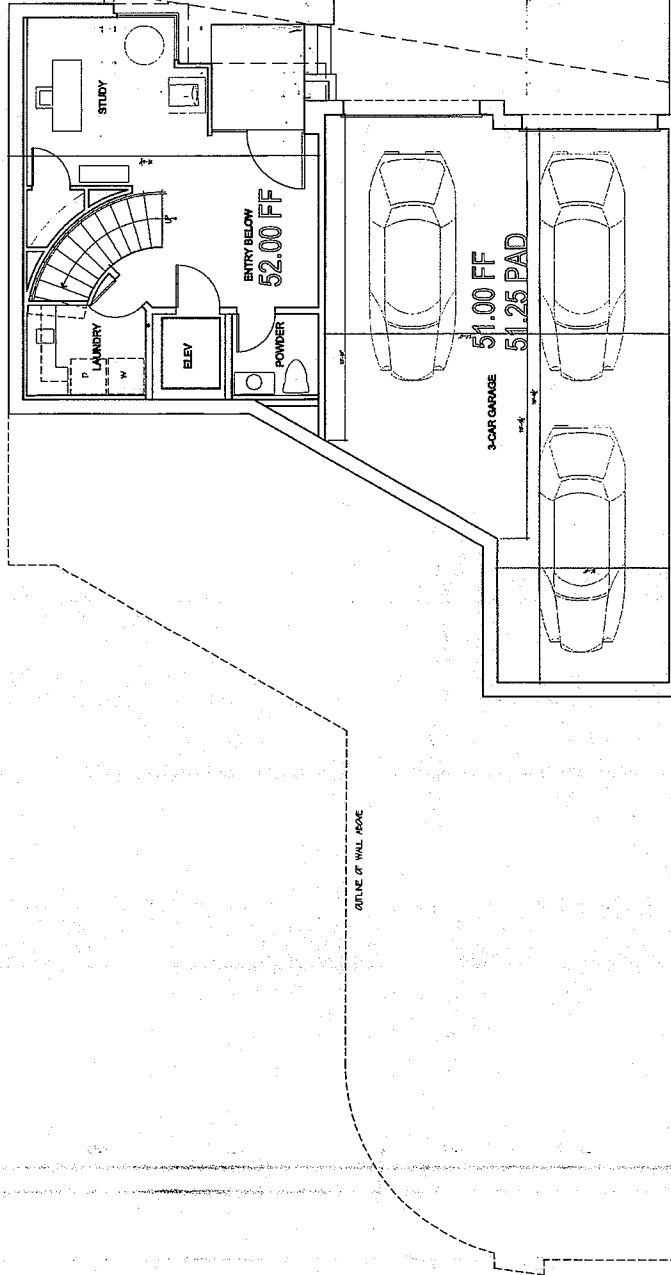 STUDY
UP
ENTRY BELOW
52.00 FF
LAUNDRY
D
W
ELEV
POWDER
51.00 FF
51.25 PAD
3-CAR GARAGE
OUTLINE OF WALL ABOVE